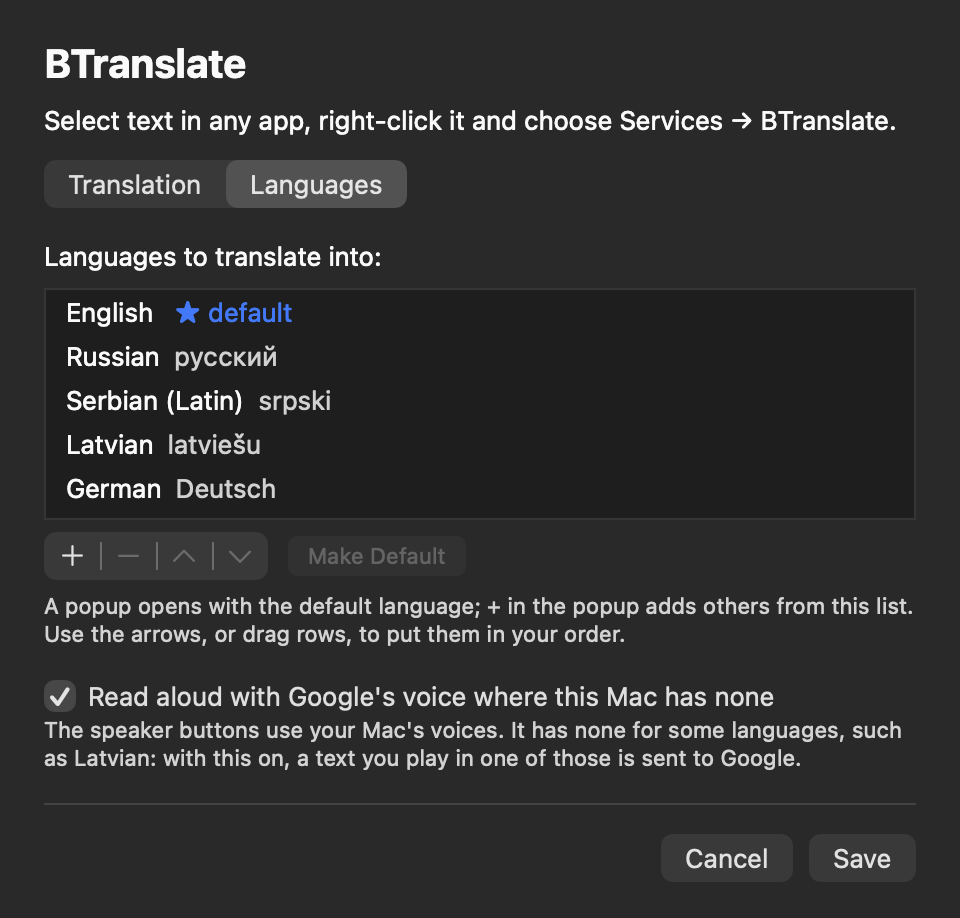 BTranslate
Select text in any app, right-click it and choose Services → BTranslate.
Translation Languages
Languages to translate into:
English ★ default
Russian русский
Serbian (Latin) srpski
Latvian latviešu
German Deutsch
Make Default
A popup opens with the default language; + in the popup adds others from this list.
Use the arrows, or drag rows, to put them in your order.
Read aloud with Google's voice where this Mac has none
The speaker buttons use your Mac's voices. It has none for some languages, such
as Latvian: with this on, a text you play in one of those is sent to Google.
Cancel Save